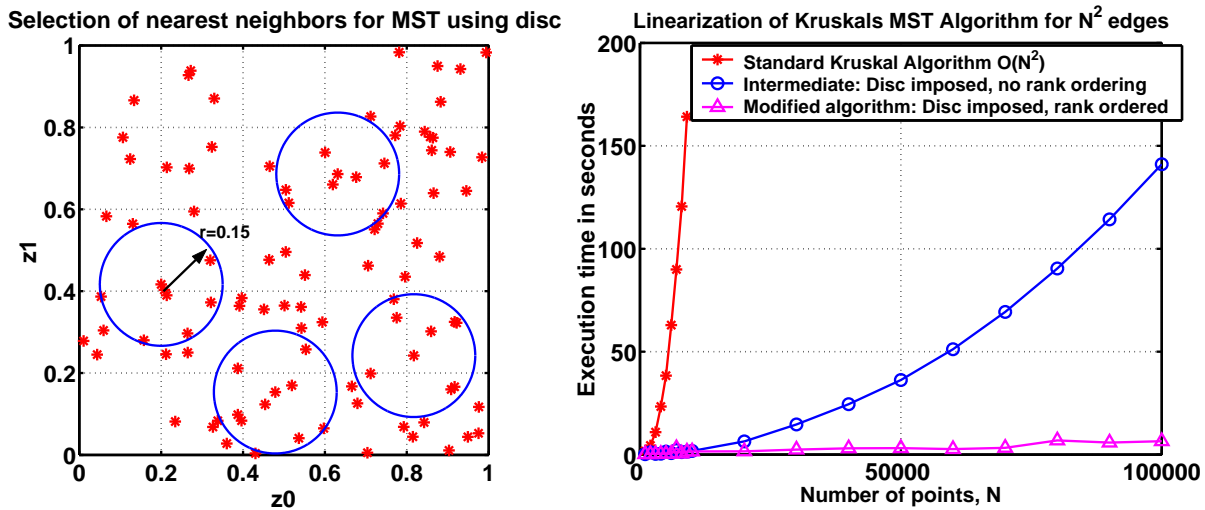 Selection of nearest neighbors for MST using disc
1
0.8
0.6
0.4
0.2
0
0
0.2
0.4
0.6
0.8
1
z1
z0
r=0.15
Linearization of Kruskals MST Algorithm for N² edges
200
150
100
50
0
0
50000
100000
Execution time in seconds
Number of points, N
Standard Kruskal Algorithm O(N²)
Intermediate: Disc imposed, no rank ordering
Modified algorithm: Disc imposed, rank ordered